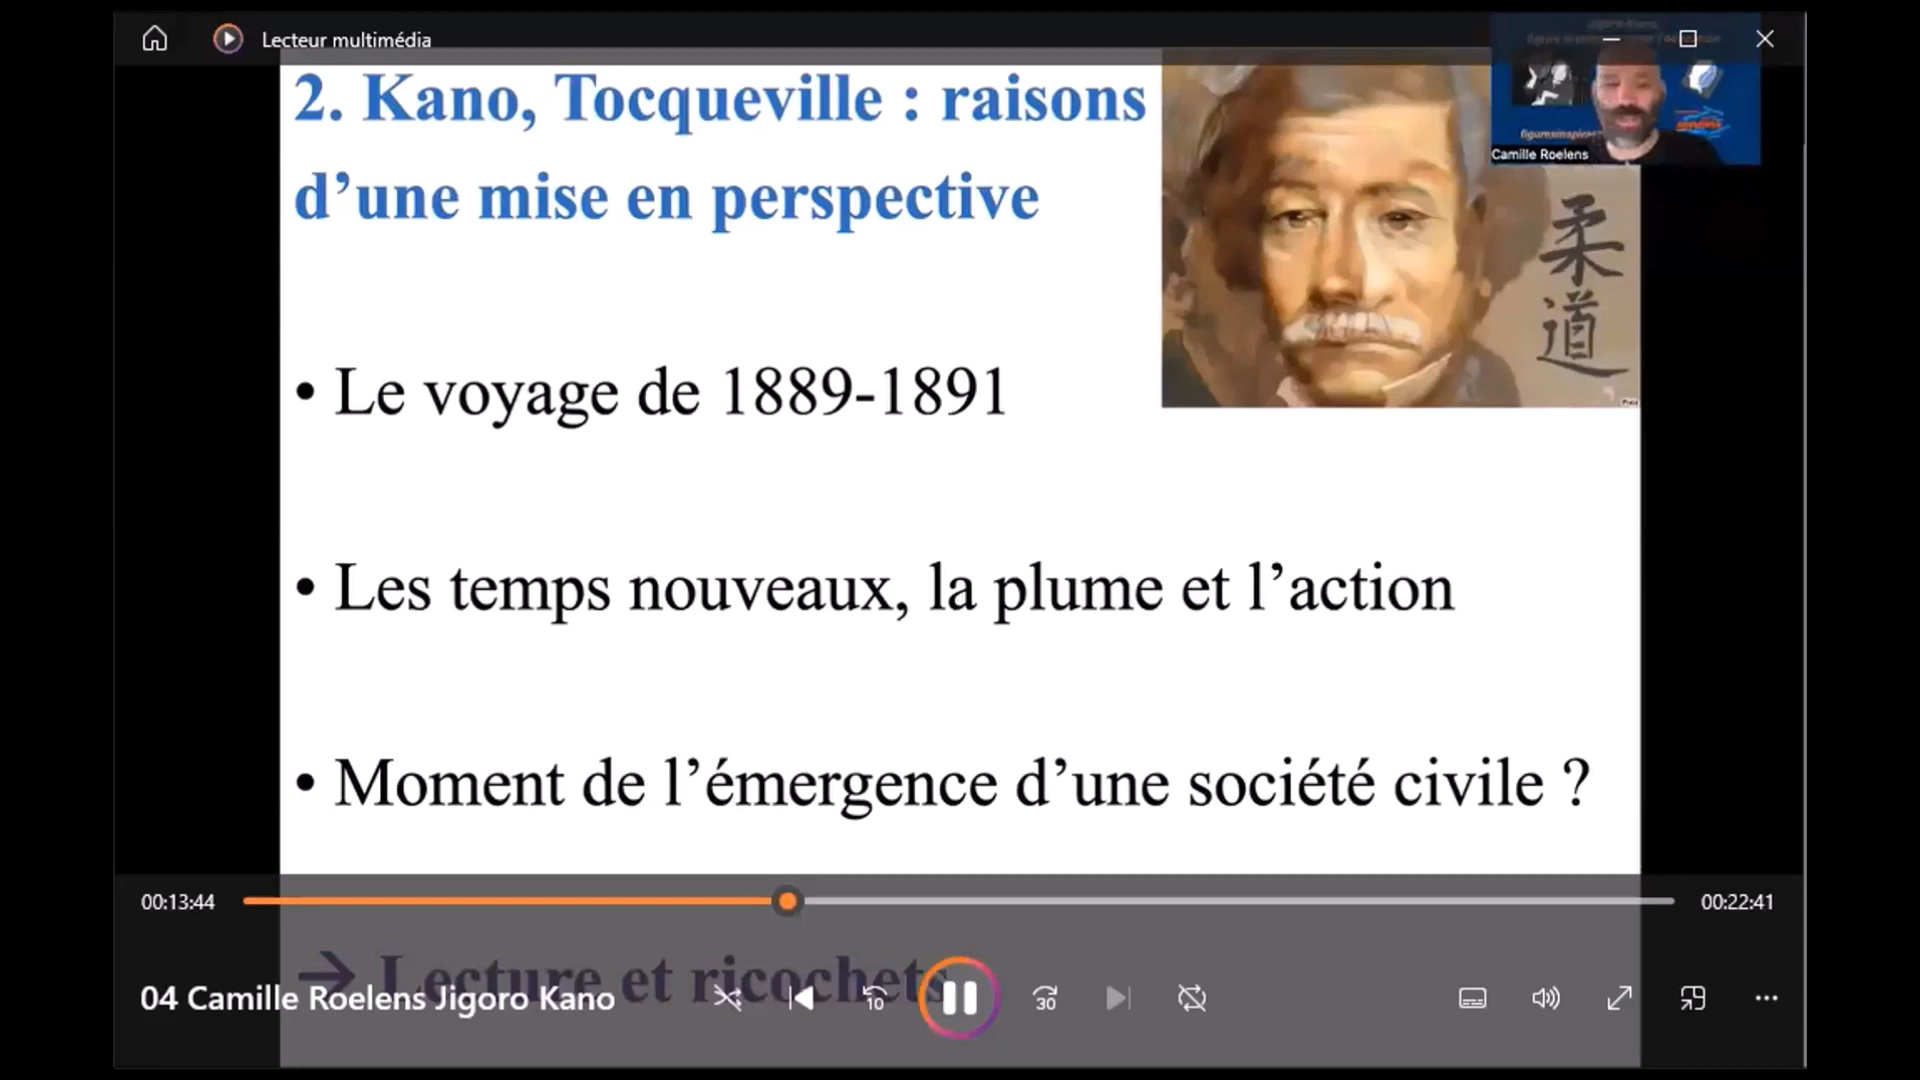 Lecteur multimédia
2. Kano, Tocqueville : raisons
d’une mise en perspective
Camille Roelens
柔
道
• Le voyage de 1889-1891
• Les temps nouveaux, la plume et l’action
• Moment de l’émergence d’une société civile ?
00:13:44
00:22:41
→ Lecture et ricochets
04 Camille Roelens Jigoro Kano
10
30